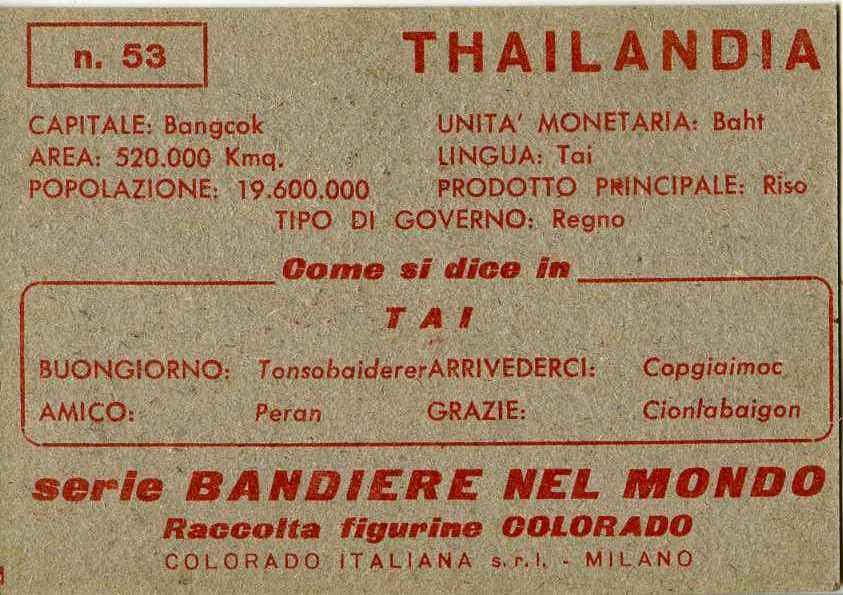 n. 53
THAILANDIA
CAPITALE: Bangcok
UNITA' MONETARIA: Baht
AREA: 520.000 Kmq.
LINGUA: Tai
POPOLAZIONE: 19.600.000
PRODOTTO PRINCIPALE: Riso
TIPO DI GOVERNO: Regno
Come si dice in
TAI
BUONGIORNO: Tonsobaiderer
ARRIVEDERCI: Copgiaimoc
AMICO: Peran
GRAZIE: Cionlabaigon
serie BANDIERE NEL MONDO
Raccolta figurine COLORADO
COLORADO ITALIANA s.r.l. - MILANO